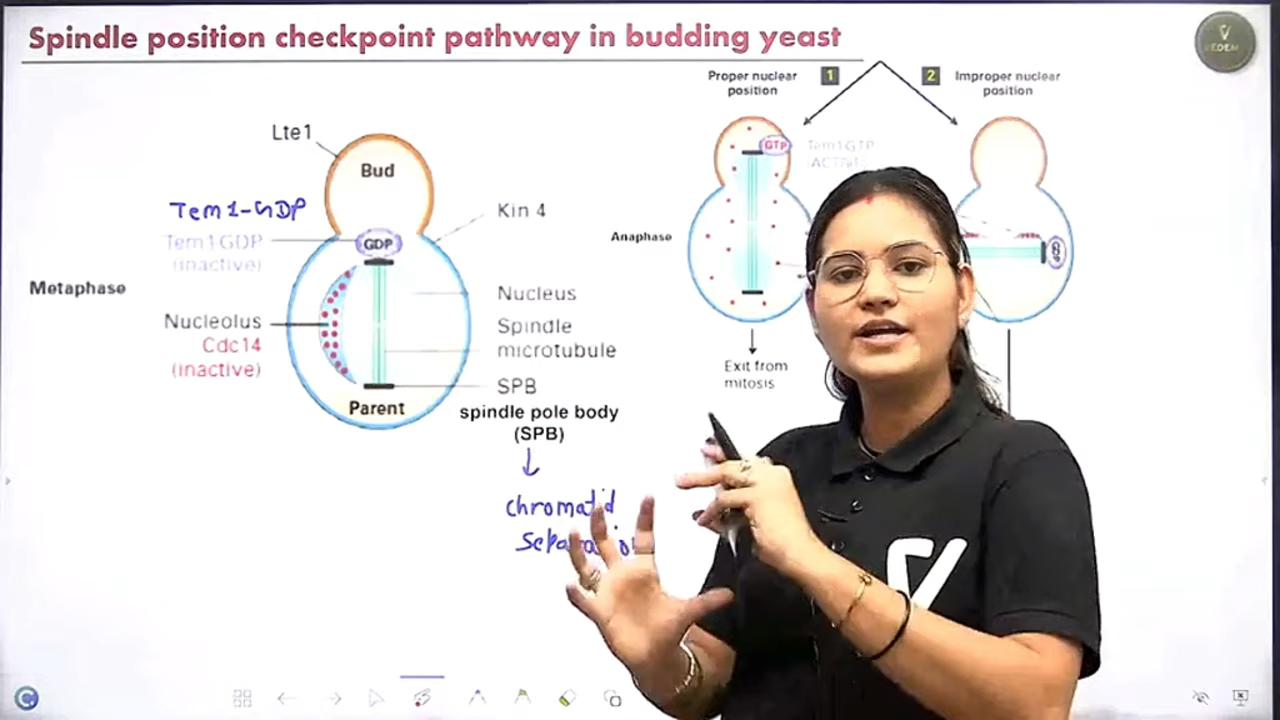 Spindle position checkpoint pathway in budding yeast
VEDEM
Proper nuclear
position
1
2
Improper nuclear
position
Lte1
Bud
GTP
Tem1GTP
Tem1-GDP
Kin 4
Tem1GDP
(inactive)
GDP
Anaphase
Metaphase
Nucleus
Nucleolus
Cdc14
(inactive)
Spindle
microtubule
SPB
Exit from
mitosis
Parent
spindle pole body
(SPB)
chromatid